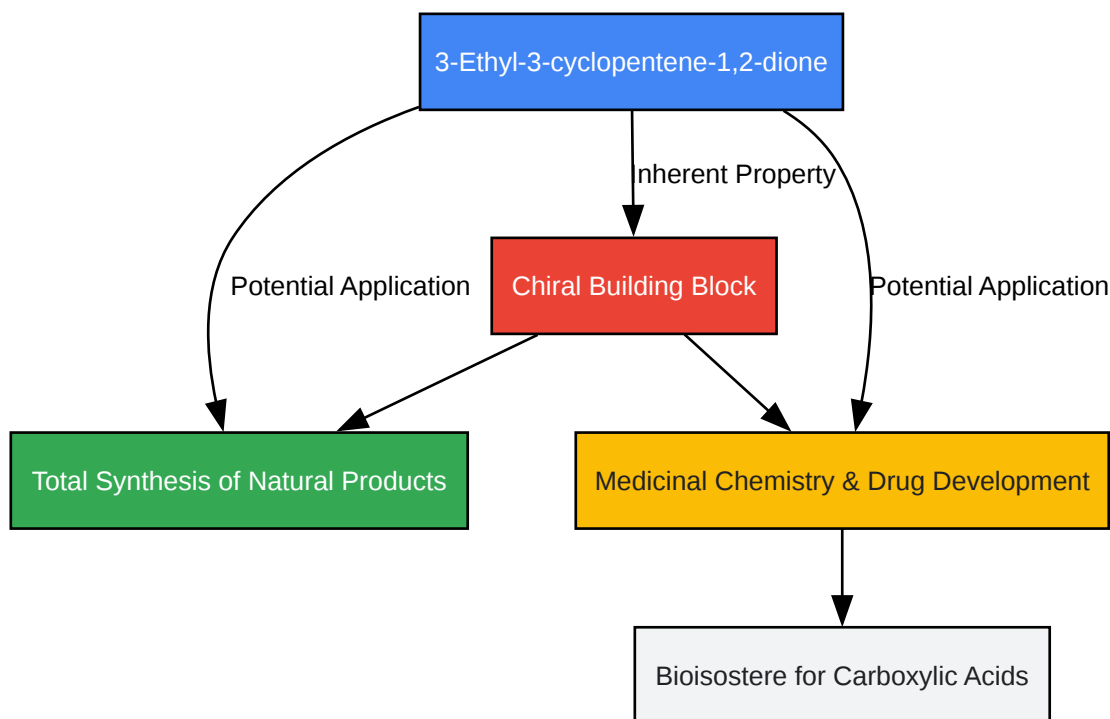 3-Ethyl-3-cyclopentene-1,2-dione
Inherent Property
Potential Application
Chiral Building Block
Potential Application
Total Synthesis of Natural Products
Medicinal Chemistry & Drug Development
Bioisostere for Carboxylic Acids